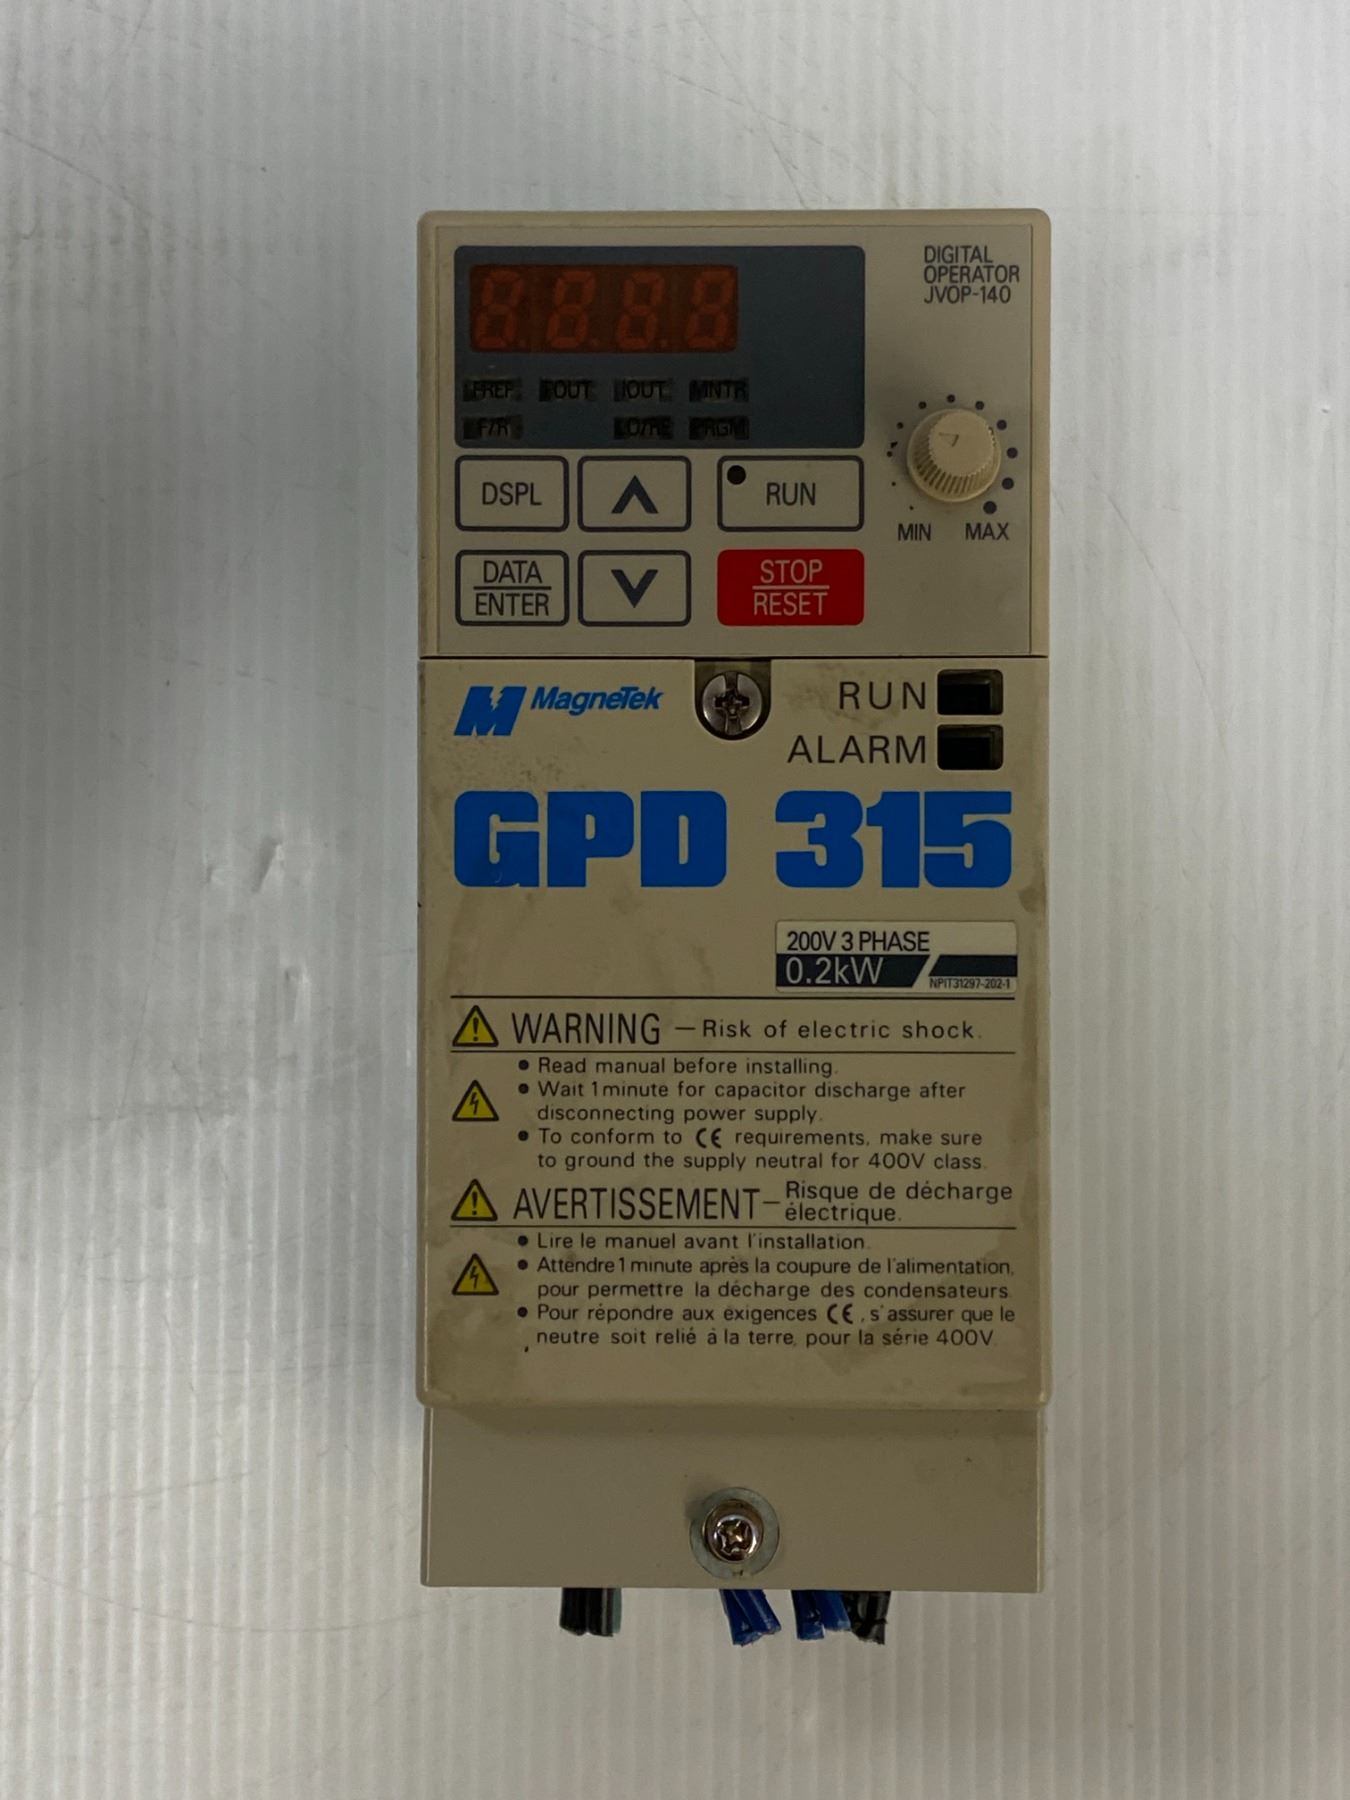 DIGITAL
OPERATOR
JVOP-140
8.8.8.8.
FREF FOUT IOUT MNTR
F/R LO/RE PRGM
DSPL RUN
MIN MAX
DATA
ENTER
STOP
RESET
MagneTek
RUN
ALARM
GPD 315
200V 3 PHASE
0.2kW
NPIT31297-202-1
WARNING – Risk of electric shock.
• Read manual before installing.
• Wait 1 minute for capacitor discharge after
disconnecting power supply.
• To conform to CE requirements, make sure
to ground the supply neutral for 400V class.
AVERTISSEMENT – Risque de décharge
électrique.
• Lire le manuel avant l'installation.
• Attendre 1 minute après la coupure de l'alimentation,
pour permettre la décharge des condensateurs.
• Pour répondre aux exigences CE, s'assurer que le
neutre soit relié à la terre, pour la série 400V.